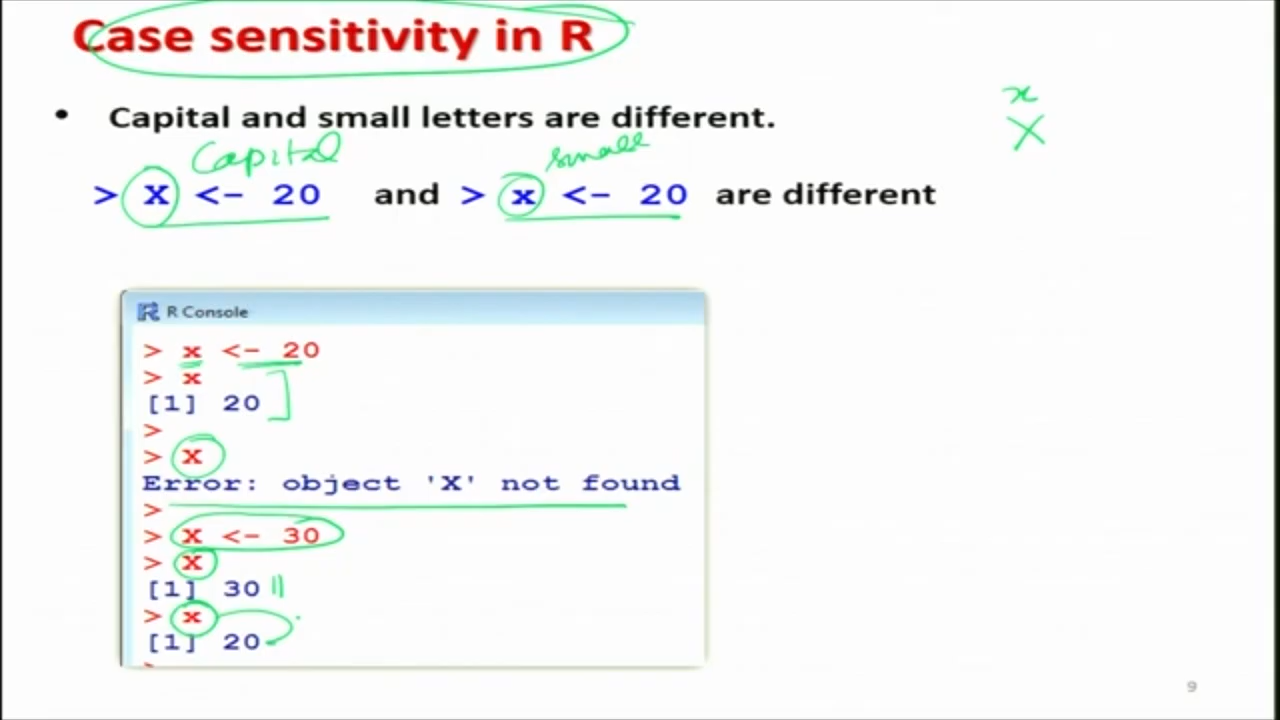 Case sensitivity in R
• Capital and small letters are different.
x
X
Capital small
> X <- 20 and > x <- 20 are different
R Console
> x <- 20
> x
[1] 20
>
> X
Error: object 'X' not found
>
> X <- 30
> X
[1] 30
> x
[1] 20
9